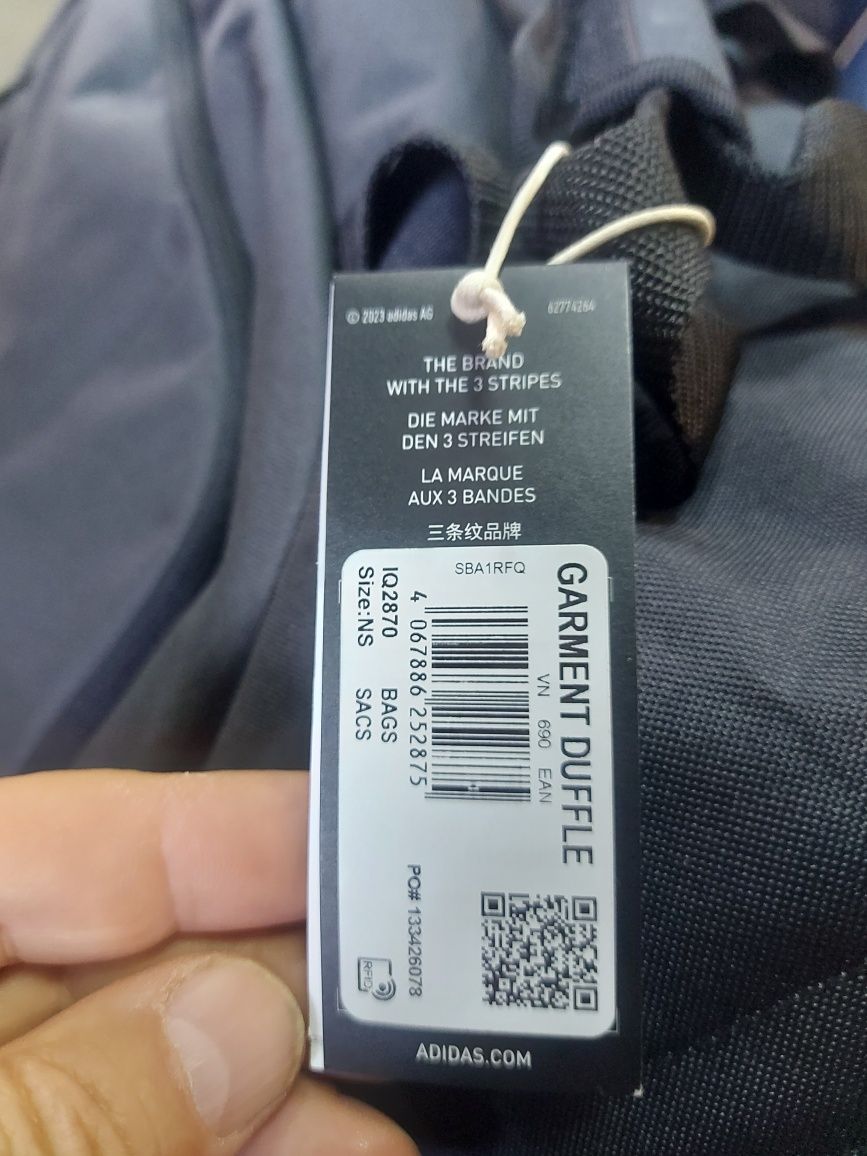 © 2023 adidas AG
62774264
THE BRAND
WITH THE 3 STRIPES
DIE MARKE MIT
DEN 3 STREIFEN
LA MARQUE
AUX 3 BANDES
三条纹品牌
SBA1RFQ
GARMENT DUFFLE
VN 690 EAN
4 067886 252875
IQ2870 BAGS
Size:NS SACS
PO# 133426078
RFID
ADIDAS.COM